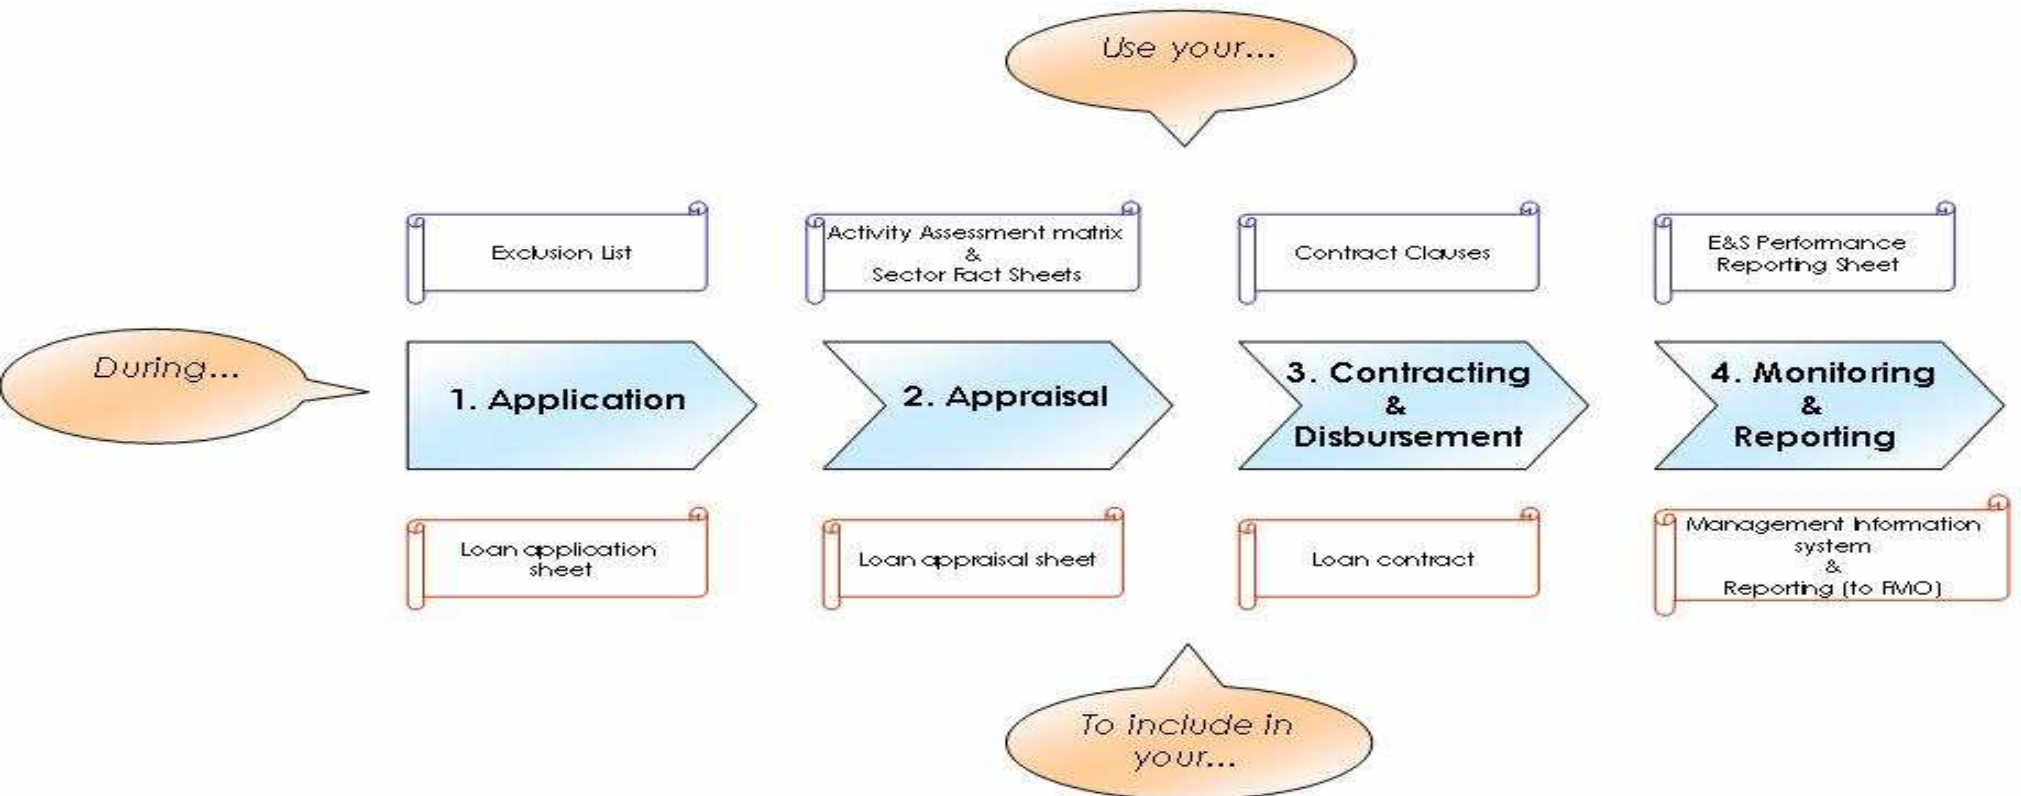 Use your...
Exclusion List
Activity Assessment matrix
&
Sector Fact Sheets
Contract Clauses
E&S Performance
Reporting Sheet
During...
1. Application
2. Appraisal
3. Contracting
&
Disbursement
4. Monitoring
&
Reporting
Loan application
sheet
Loan appraisal sheet
Loan contract
Management Information
system
&
Reporting (to FMO)
To include in
your...